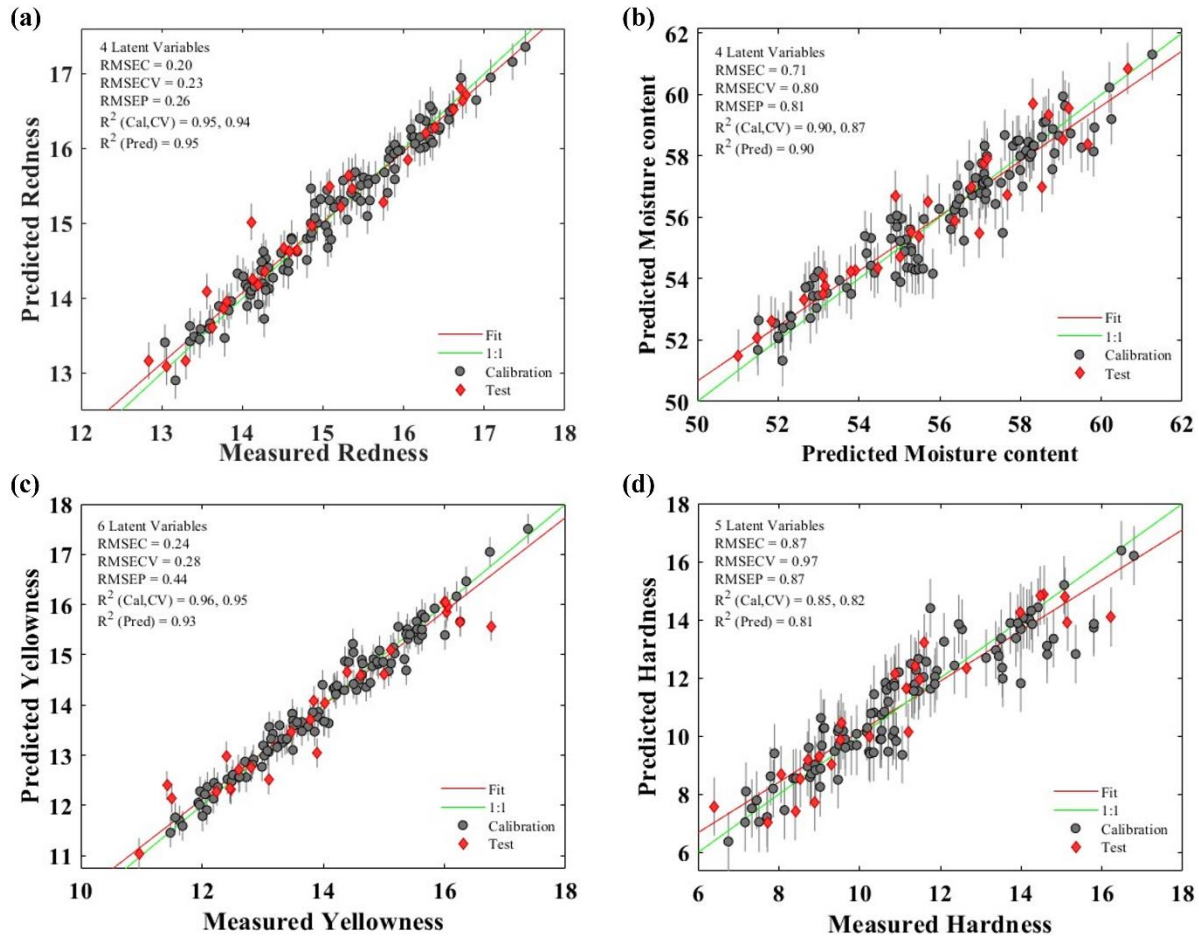 (a)
4 Latent Variables
RMSEC = 0.20
RMSECV = 0.23
RMSEP = 0.26
R² (Cal,CV) = 0.95, 0.94
R² (Pred) = 0.95
Predicted Redness
17
16
15
14
13
Fit
1:1
Calibration
Test
12 13 14 15 16 17 18
Measured Redness
(b)
4 Latent Variables
RMSEC = 0.71
RMSECV = 0.80
RMSEP = 0.81
R² (Cal,CV) = 0.90, 0.87
R² (Pred) = 0.90
Predicted Moisture content
62
60
58
56
54
52
50
Fit
1:1
Calibration
Test
50 52 54 56 58 60 62
Predicted Moisture content
(c)
6 Latent Variables
RMSEC = 0.24
RMSECV = 0.28
RMSEP = 0.44
R² (Cal,CV) = 0.96, 0.95
R² (Pred) = 0.93
Predicted Yellowness
18
17
16
15
14
13
12
11
Fit
1:1
Calibration
Test
10 12 14 16 18
Measured Yellowness
(d)
5 Latent Variables
RMSEC = 0.87
RMSECV = 0.97
RMSEP = 0.87
R² (Cal,CV) = 0.85, 0.82
R² (Pred) = 0.81
Predicted Hardness
18
16
14
12
10
8
6
Fit
1:1
Calibration
Test
6 8 10 12 14 16 18
Measured Hardness